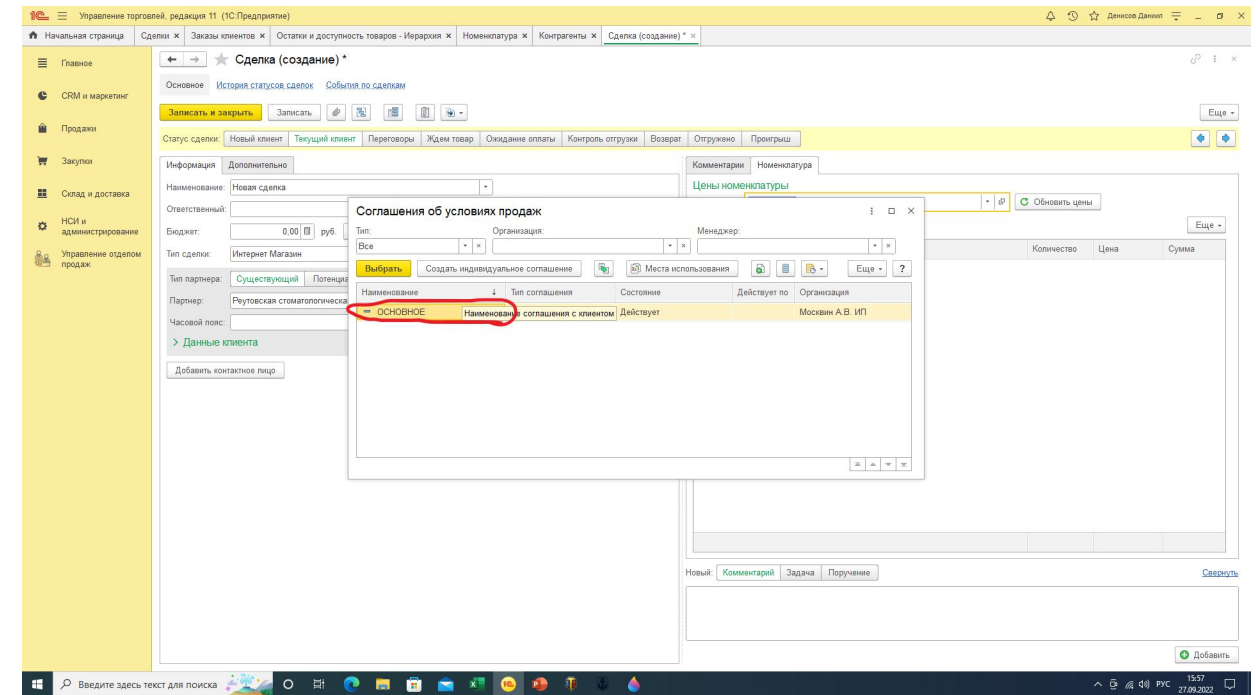 1С Управление торговлей, редакция 11 (1С:Предприятие) Денисов Даниил
Начальная страница Сделки × Заказы клиентов × Остатки и доступность товаров - Иерархия × Номенклатура × Контрагенты × Сделка (создание) * ×
Главное
CRM и маркетинг
Продажи
Закупки
Склад и доставка
НСИ и
администрирование
Управление отделом
продаж
Сделка (создание) *
Основное История статусов сделок События по сделкам
Записать и закрыть Записать Еще
Статус сделки: Новый клиент Текущий клиент Переговоры Ждем товар Ожидание оплаты Контроль отгрузки Возврат Отгружено Проигрыш
Информация Дополнительно
Наименование: Новая сделка
Ответственный:
Бюджет: 0,00 руб.
Тип сделки: Интернет Магазин
Тип партнера: Существующий Потенциа
Партнер: Реутовская стоматологическа
Часовой пояс:
> Данные клиента
Добавить контактное лицо
Комментарии Номенклатура
Цены номенклатуры
Обновить цены
Еще
Количество Цена Сумма
Соглашения об условиях продаж
Тип: Организация: Менеджер:
Все
Выбрать Создать индивидуальное соглашение Места использования Еще ?
Наименование ↓ Тип соглашения Состояние Действует по Организация
ОСНОВНОЕ Наименование соглашения с клиентом Действует Москвин А.В. ИП
Новый: Комментарий Задача Поручение Свернуть
Добавить
Введите здесь текст для поиска
РУС 15:57
27.09.2022